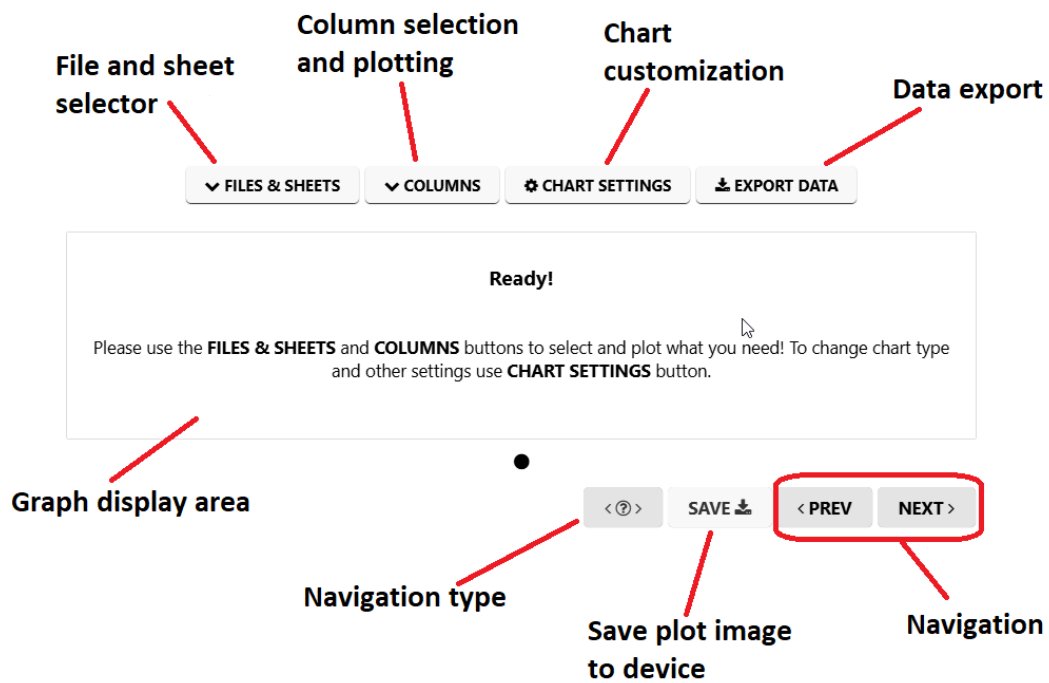 Column selection
and plotting
Chart
customization
File and sheet
selector
Data export
FILES & SHEETS
COLUMNS
CHART SETTINGS
EXPORT DATA
Ready!
Please use the FILES & SHEETS and COLUMNS buttons to select and plot what you need! To change chart type
and other settings use CHART SETTINGS button.
Graph display area
<?>
SAVE
< PREV
NEXT >
Navigation type
Save plot image
to device
Navigation